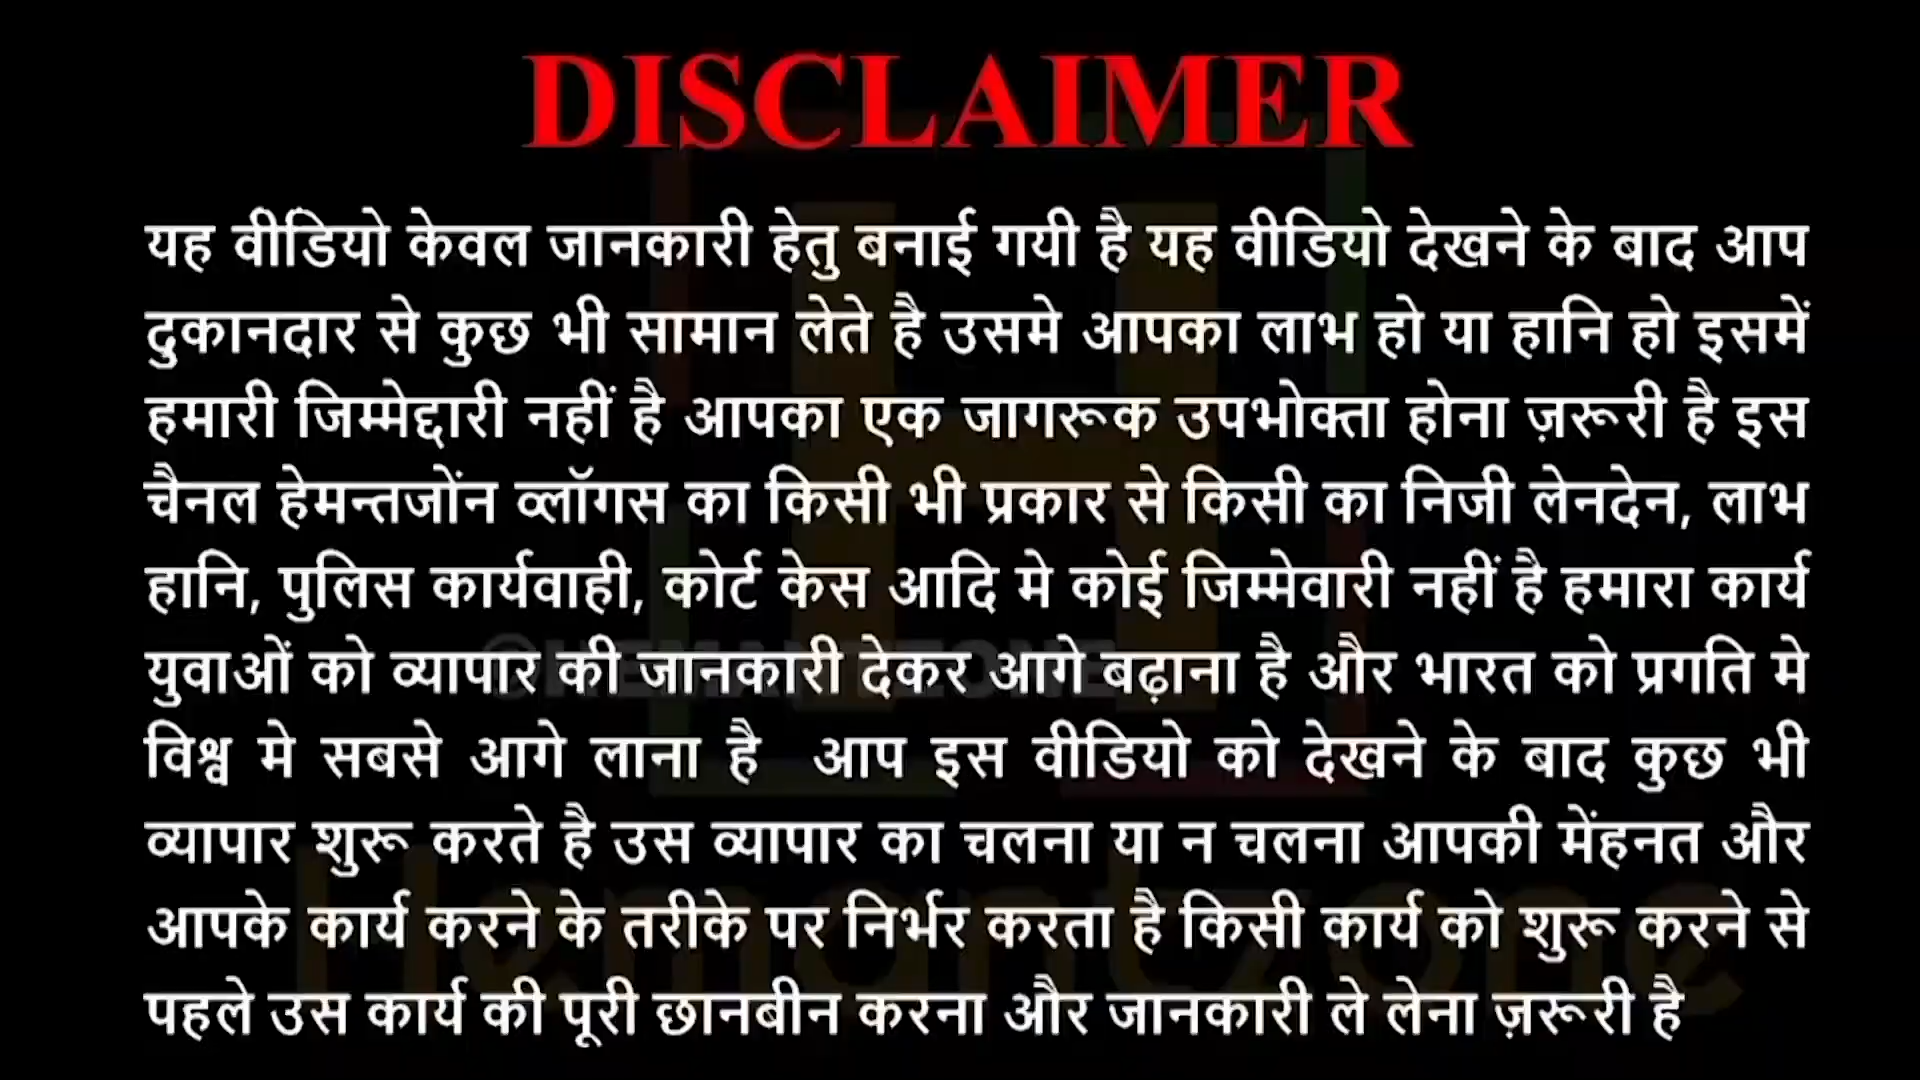 DISCLAIMER
यह वीडियो केवल जानकारी हेतु बनाई गयी है यह वीडियो देखने के बाद आप
दुकानदार से कुछ भी सामान लेते है उसमे आपका लाभ हो या हानि हो इसमें
हमारी जिम्मेद्दारी नहीं है आपका एक जागरूक उपभोक्ता होना ज़रूरी है इस
चैनल हेमन्तजोंन व्लॉगस का किसी भी प्रकार से किसी का निजी लेनदेन, लाभ
हानि, पुलिस कार्यवाही, कोर्ट केस आदि मे कोई जिम्मेवारी नहीं है हमारा कार्य
युवाओं को व्यापार की जानकारी देकर आगे बढ़ाना है और भारत को प्रगति मे
@HEMANTZONE
विश्व मे सबसे आगे लाना है आप इस वीडियो को देखने के बाद कुछ भी
व्यापार शुरू करते है उस व्यापार का चलना या न चलना आपकी मेंहनत और
आपके कार्य करने के तरीके पर निर्भर करता है किसी कार्य को शुरू करने से
Hemantzone
पहले उस कार्य की पूरी छानबीन करना और जानकारी ले लेना ज़रूरी है